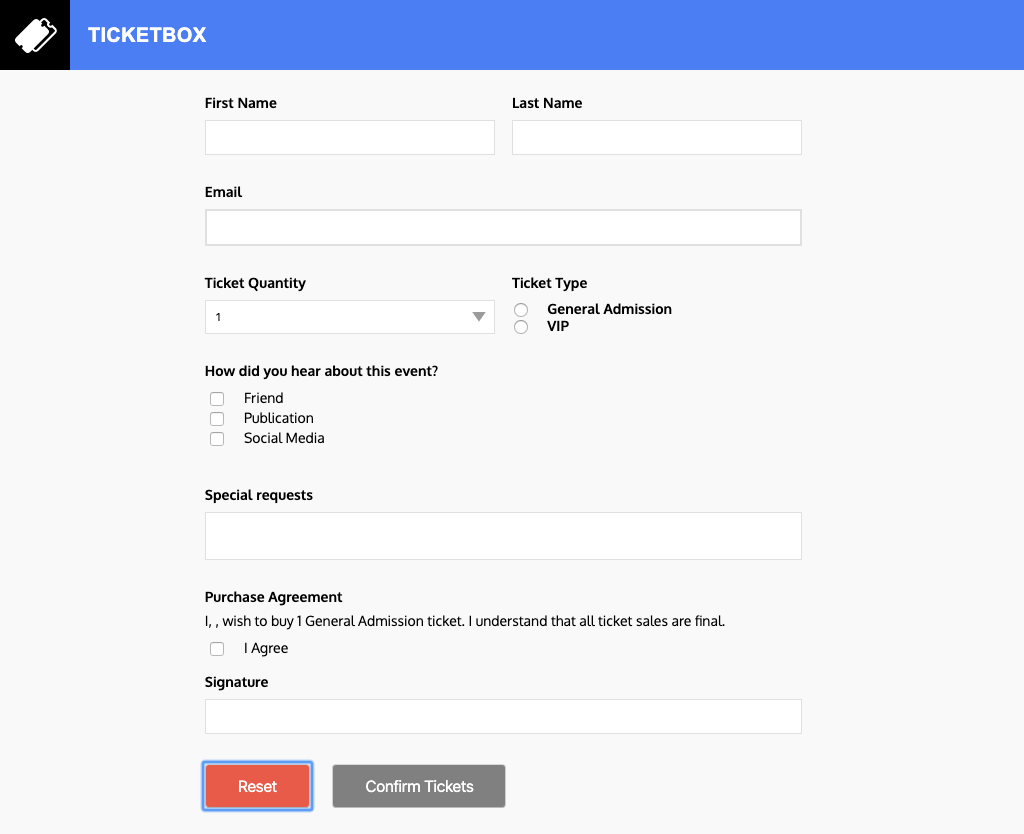 TICKETBOX
First Name
Last Name
Email
Ticket Quantity
Ticket Type
1
General Admission
VIP
How did you hear about this event?
Friend
Publication
Social Media
Special requests
Purchase Agreement
I, , wish to buy 1 General Admission ticket. I understand that all ticket sales are final.
I Agree
Signature
Reset
Confirm Tickets